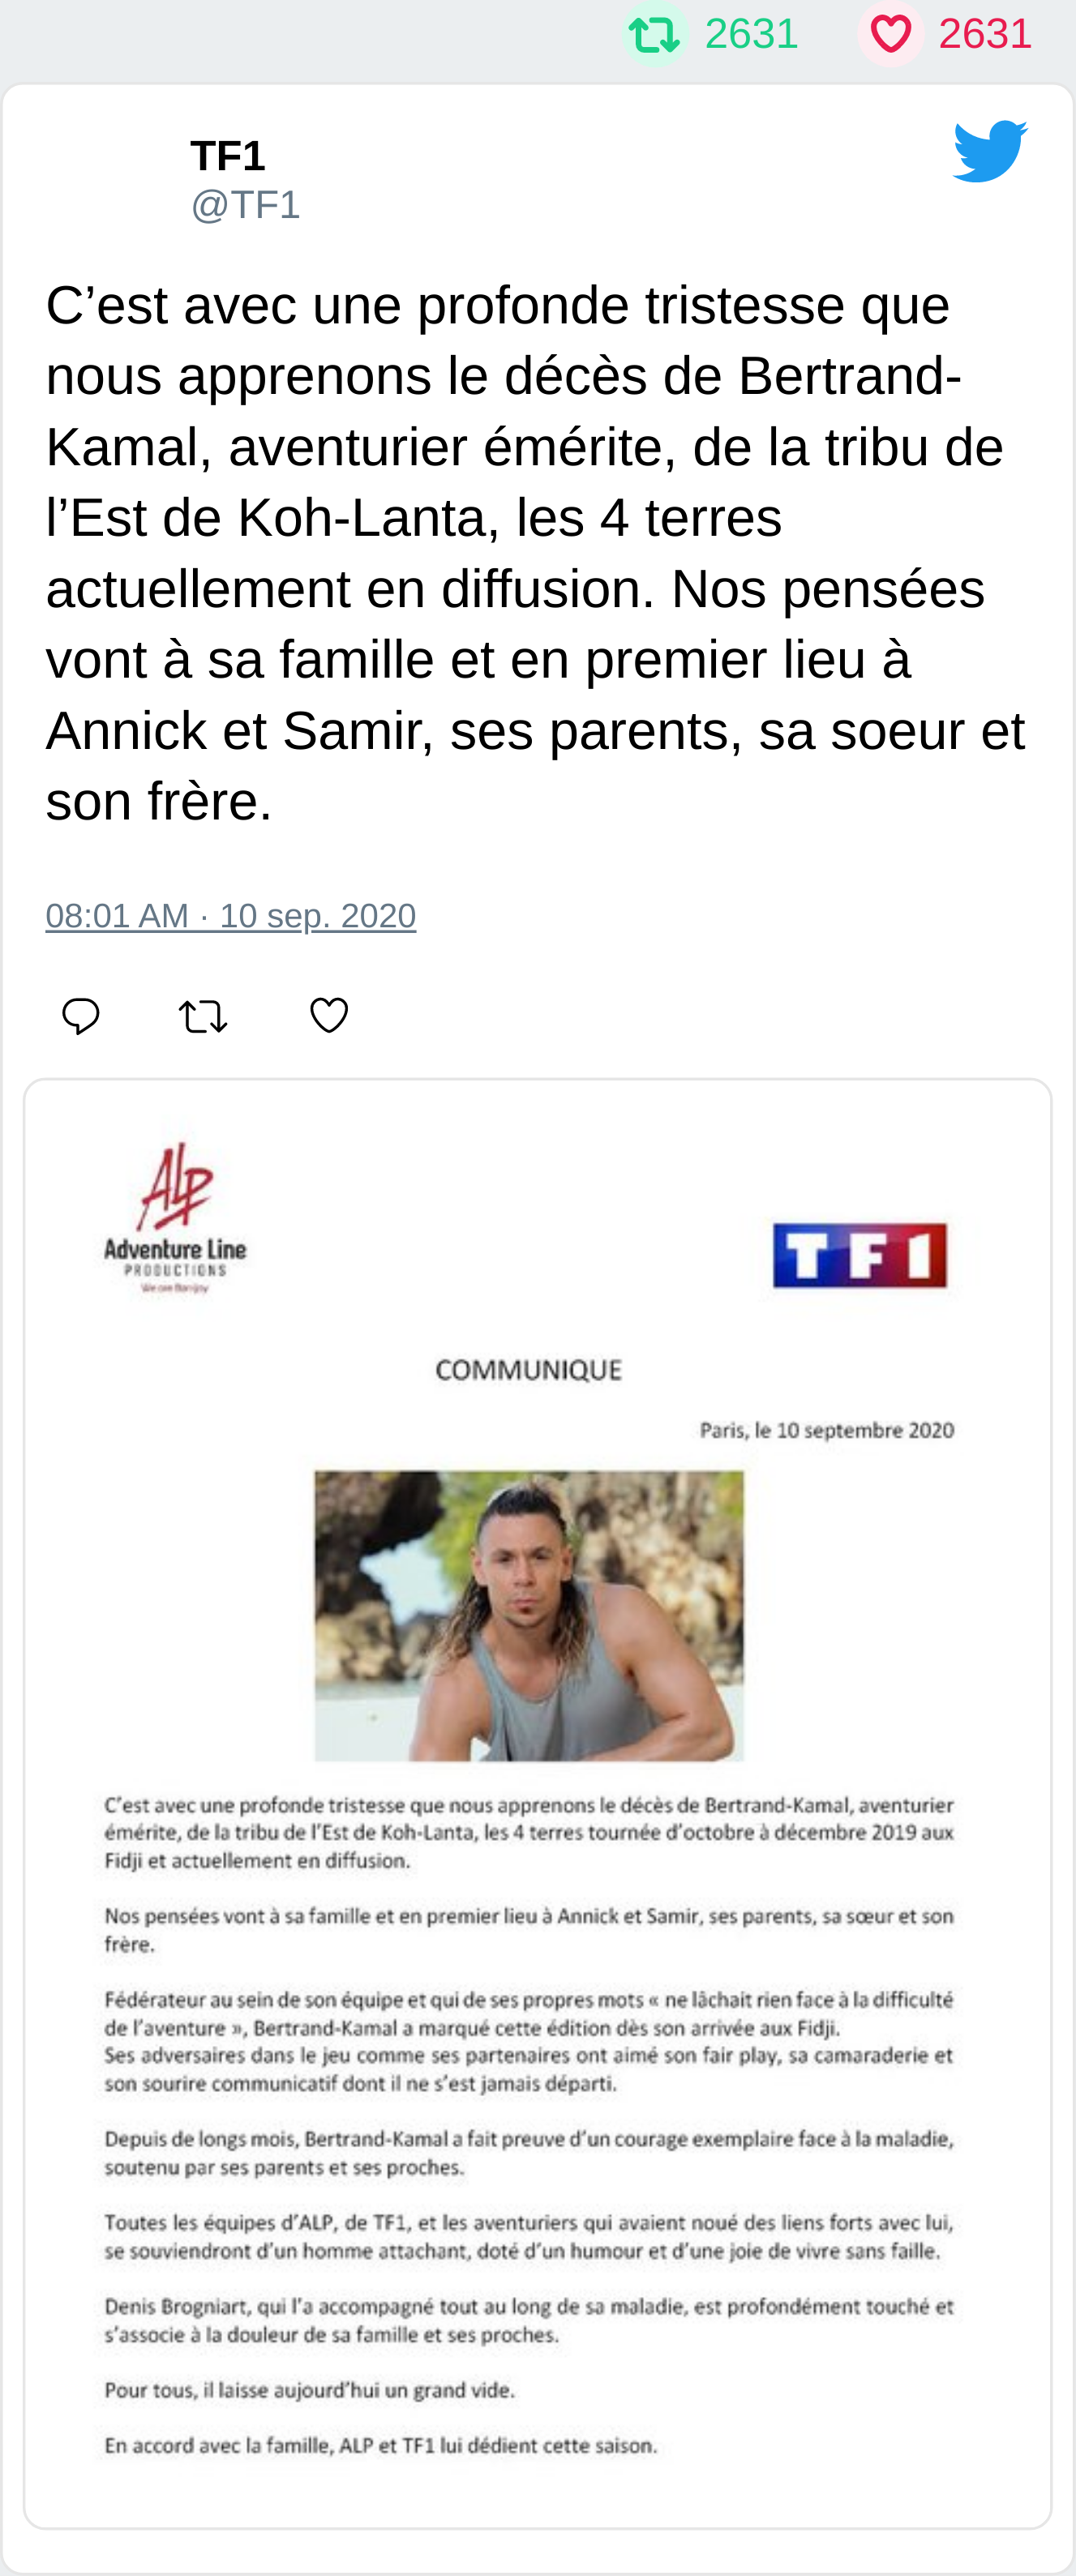 2631 2631
TF1
@TF1
C’est avec une profonde tristesse que
nous apprenons le décès de Bertrand-
Kamal, aventurier émérite, de la tribu de
l’Est de Koh-Lanta, les 4 terres
actuellement en diffusion. Nos pensées
vont à sa famille et en premier lieu à
Annick et Samir, ses parents, sa soeur et
son frère.
08:01 AM · 10 sep. 2020
ALP
Adventure Line
PRODUCTIONS
We are Banijay
TF1
COMMUNIQUE
Paris, le 10 septembre 2020
C’est avec une profonde tristesse que nous apprenons le décès de Bertrand-Kamal, aventurier
émérite, de la tribu de l’Est de Koh-Lanta, les 4 terres tournée d’octobre à décembre 2019 aux
Fidji et actuellement en diffusion.
Nos pensées vont à sa famille et en premier lieu à Annick et Samir, ses parents, sa sœur et son
frère.
Fédérateur au sein de son équipe et qui de ses propres mots « ne lâchait rien face à la difficulté
de l’aventure », Bertrand-Kamal a marqué cette édition dès son arrivée aux Fidji.
Ses adversaires dans le jeu comme ses partenaires ont aimé son fair play, sa camaraderie et
son sourire communicatif dont il ne s’est jamais départi.
Depuis de longs mois, Bertrand-Kamal a fait preuve d’un courage exemplaire face à la maladie,
soutenu par ses parents et ses proches.
Toutes les équipes d’ALP, de TF1, et les aventuriers qui avaient noué des liens forts avec lui,
se souviendront d’un homme attachant, doté d’un humour et d’une joie de vivre sans faille.
Denis Brogniart, qui l’a accompagné tout au long de sa maladie, est profondément touché et
s’associe à la douleur de sa famille et ses proches.
Pour tous, il laisse aujourd’hui un grand vide.
En accord avec la famille, ALP et TF1 lui dédient cette saison.